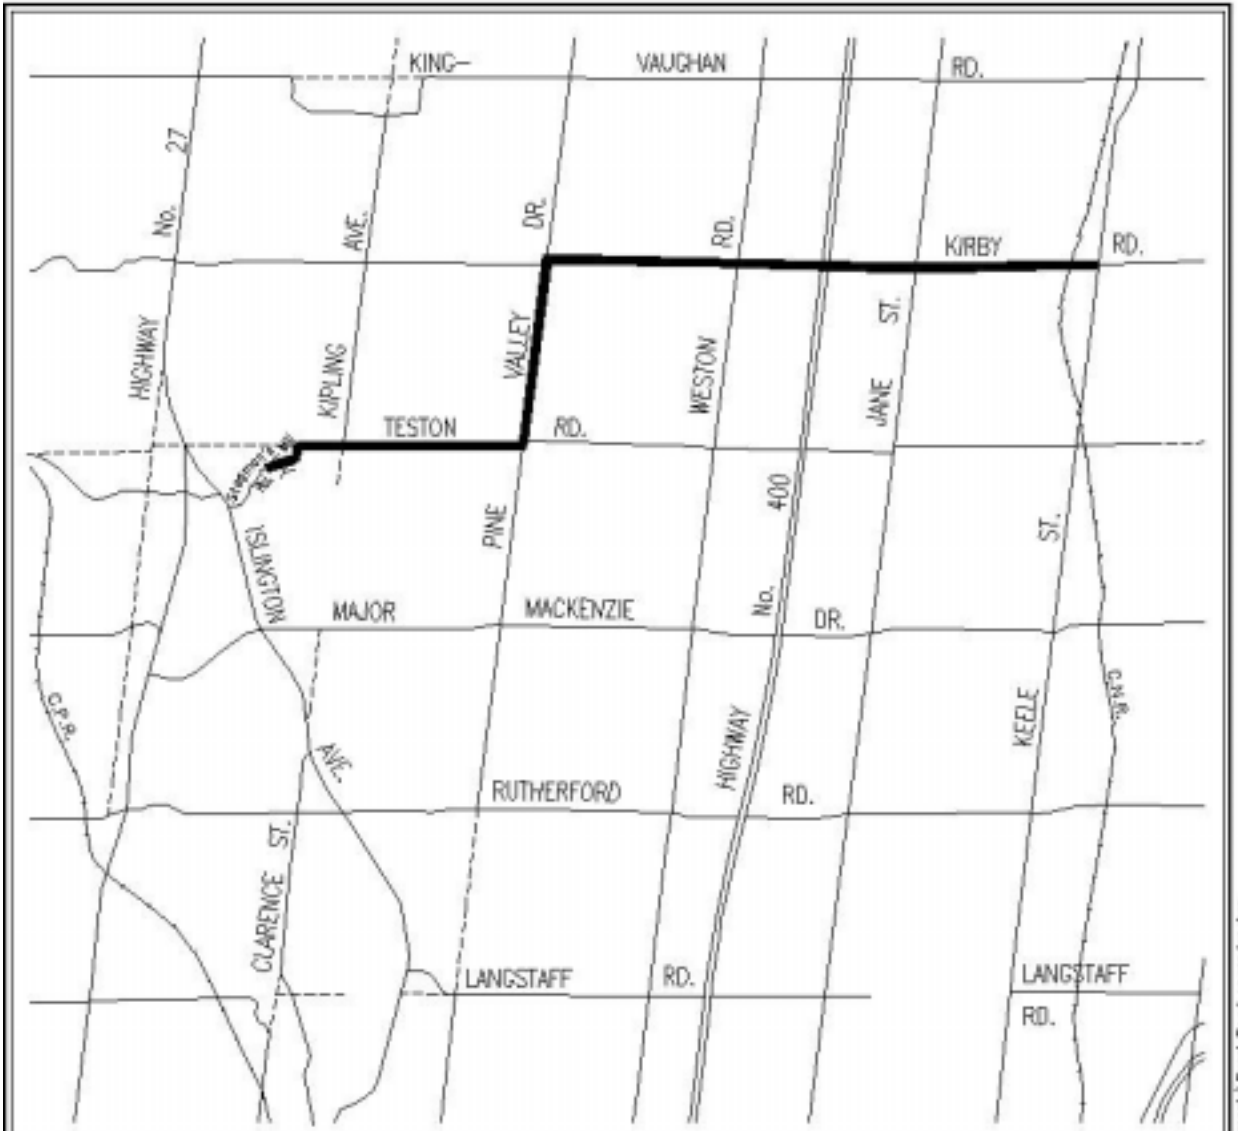 KING-
VAUGHAN
RD.
HIGHWAY
No.
27
KIPLING
AVE.
PINE
VALLEY
DR.
WESTON
RD.
HIGHWAY
No.
400
JANE
ST.
KEELE
ST.
KIRBY
RD.
TESTON
RD.
ISLINGTON
AVE.
MAJOR
MACKENZIE
DR.
C.P.R.
C.N.R.
RUTHERFORD
RD.
CLARENCE
ST.
LANGSTAFF
RD.
LANGSTAFF
RD.